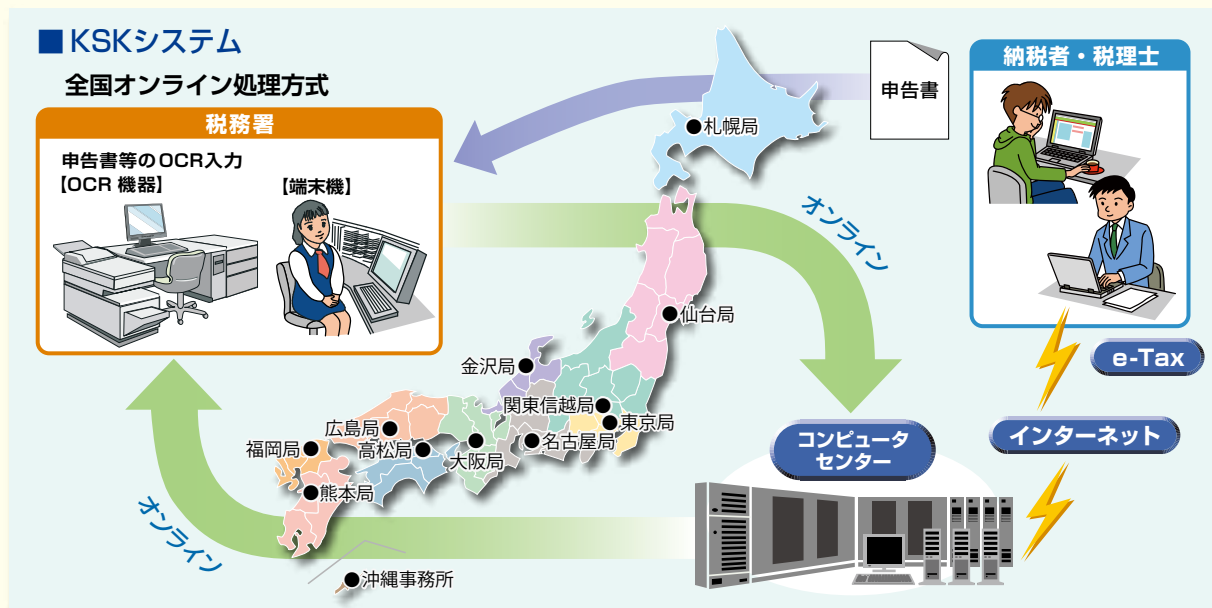 ■KSKシステム
全国オンライン処理方式
税務署
申告書等のOCR入力
【OCR 機器】
【端末機】
申告書
納税者・税理士
札幌局
オンライン
仙台局
金沢局
関東信越局
東京局
名古屋局
大阪局
広島局
高松局
福岡局
熊本局
沖縄事務所
オンライン
コンピュータ
センター
e-Tax
インターネット